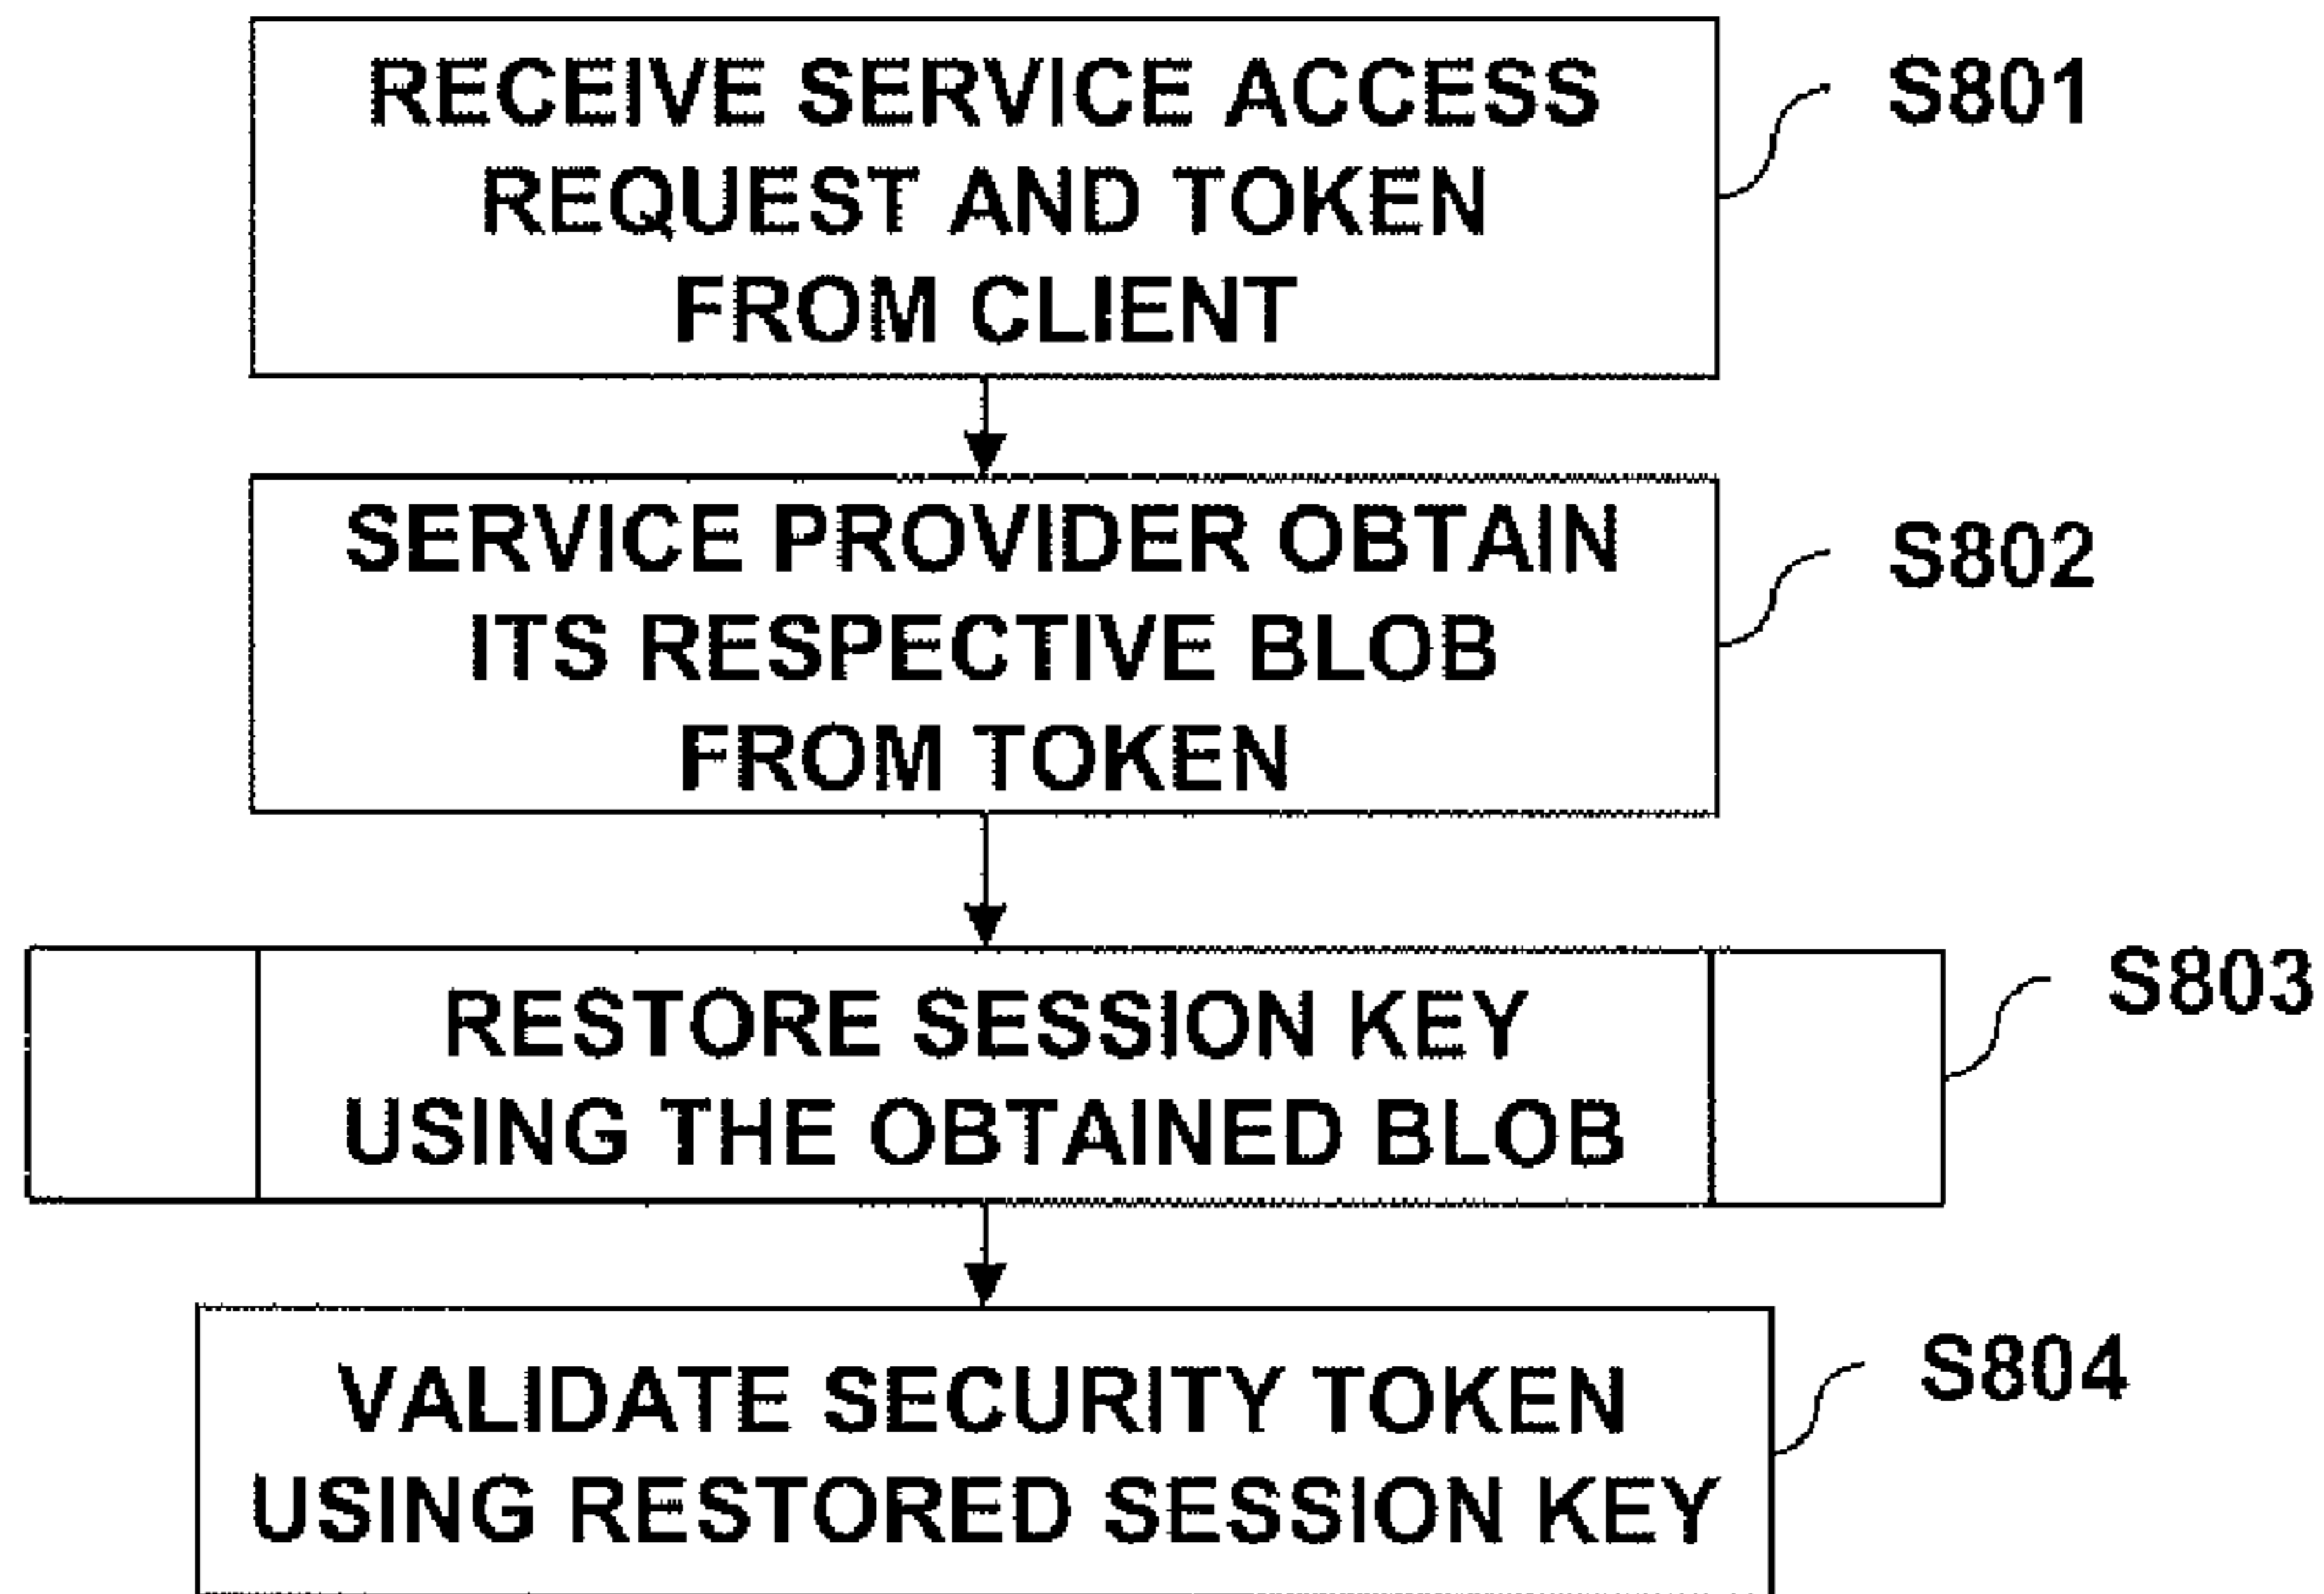 RECEIVE SERVICE ACCESS
REQUEST AND TOKEN
FROM CLIENT
S801
SERVICE PROVIDER OBTAIN
ITS RESPECTIVE BLOB
FROM TOKEN
S802
RESTORE SESSION KEY
USING THE OBTAINED BLOB
S803
VALIDATE SECURITY TOKEN
USING RESTORED SESSION KEY
S804